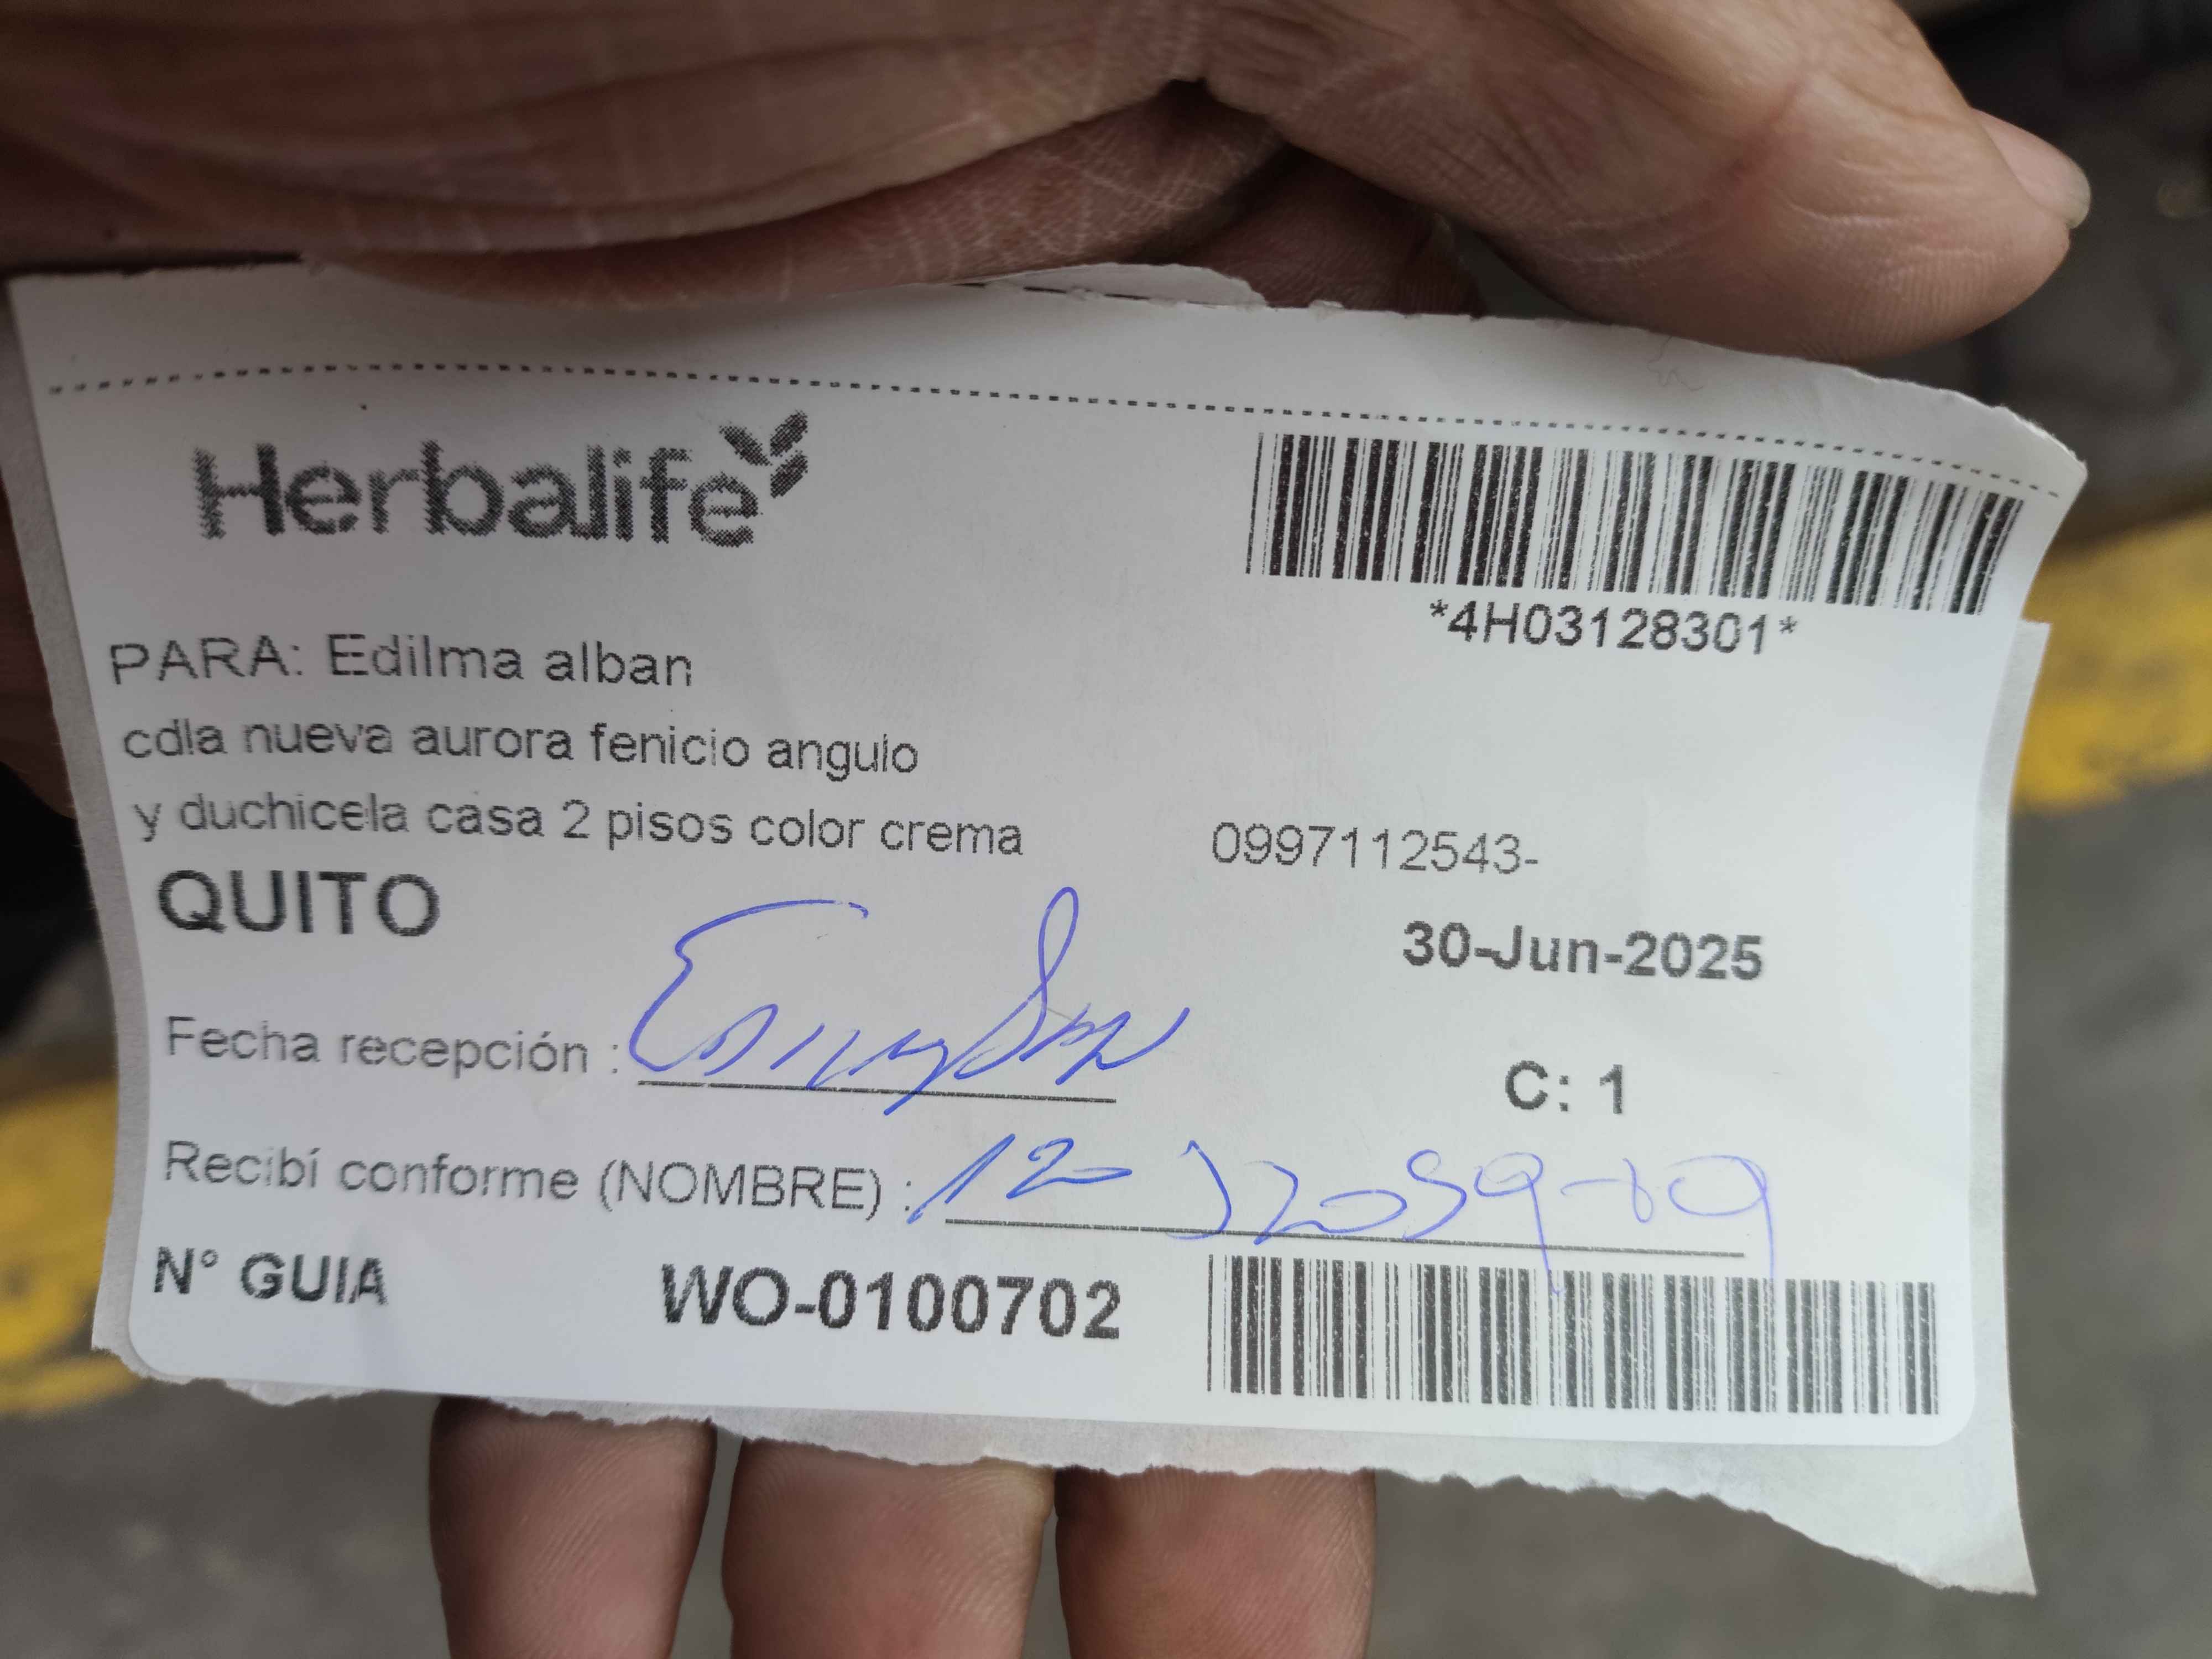 Herbalife
*4H03128301*
PARA: Edilma alban
cdla nueva aurora fenicio angulo
y duchicela casa 2 pisos color crema
0997112543-
QUITO
30-Jun-2025
Fecha recepción :
C: 1
Recibí conforme (NOMBRE) :
N° GUIA WO-0100702